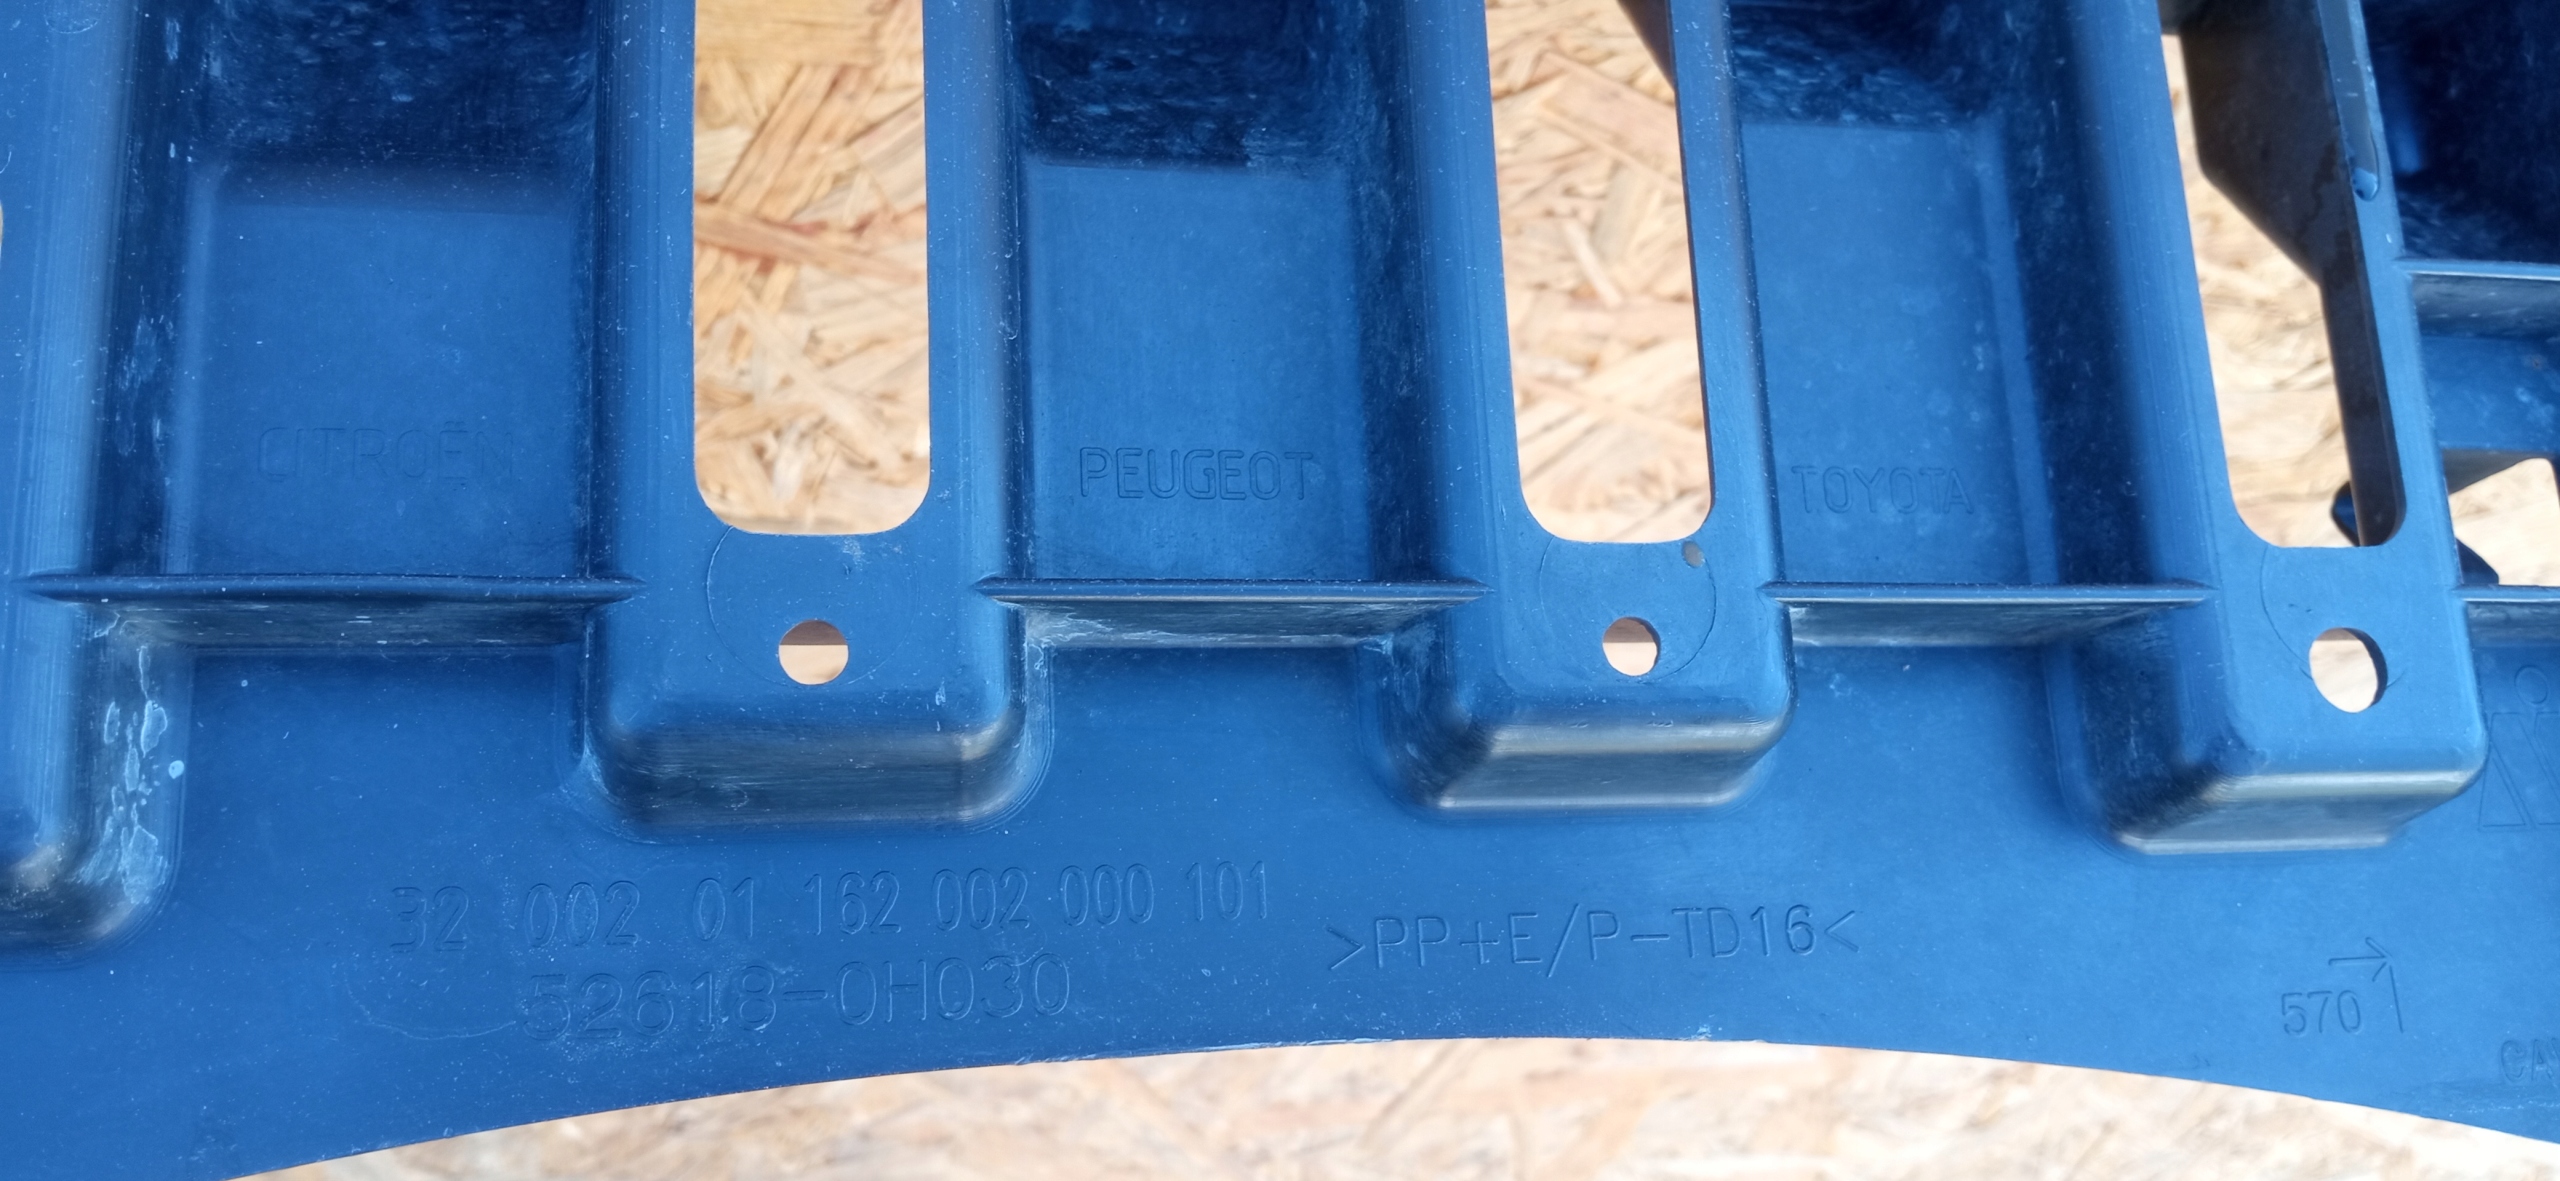 CITROËN
PEUGEOT
TOYOTA
32 002 01 162 002 000 101
52618-0H030
>PP+E/P-TD16<
570